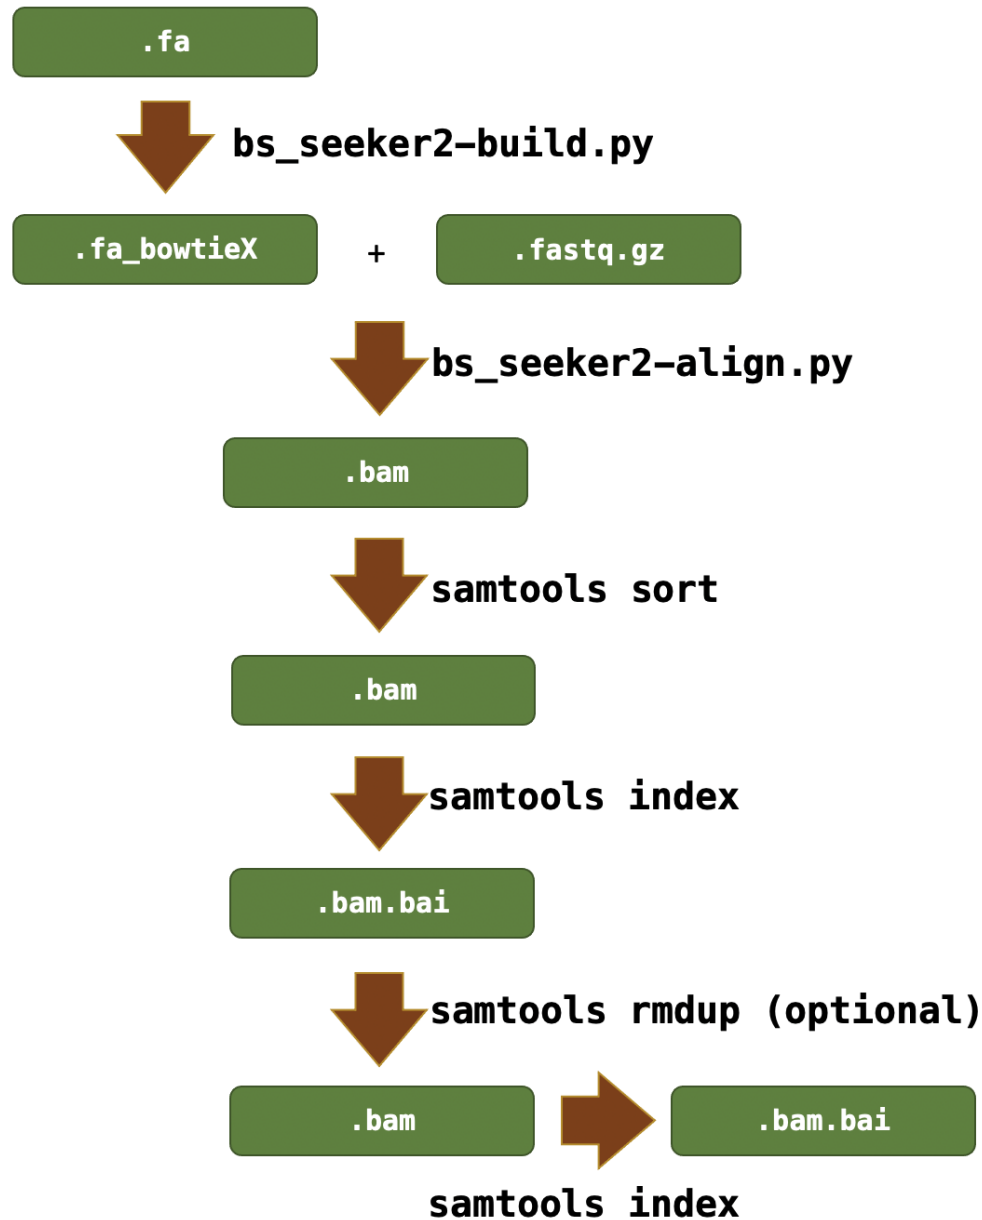 .fa
bs_seeker2-build.py
.fa_bowtieX + .fastq.gz
bs_seeker2-align.py
.bam
samtools sort
.bam
samtools index
.bam.bai
samtools rmdup (optional)
.bam .bam.bai
samtools index